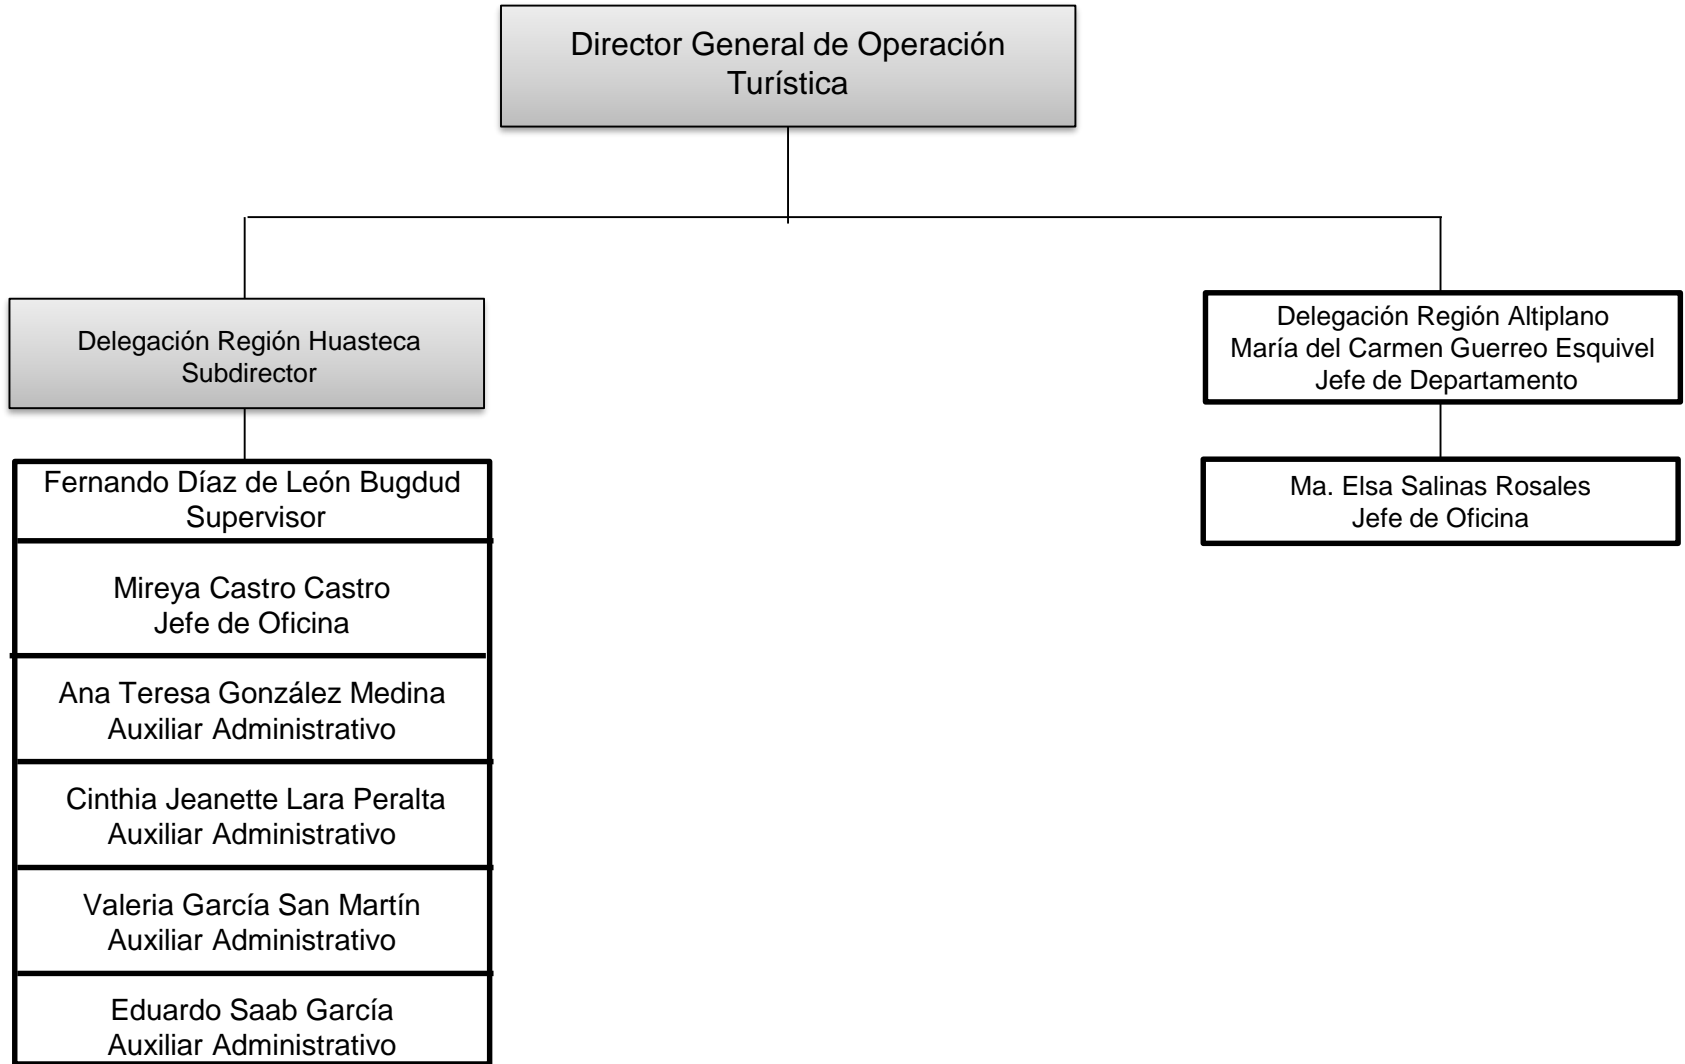 Director General de Operación
Turística
Delegación Región Huasteca
Subdirector
Fernando Díaz de León Bugdud
Supervisor
Mireya Castro Castro
Jefe de Oficina
Ana Teresa González Medina
Auxiliar Administrativo
Cinthia Jeanette Lara Peralta
Auxiliar Administrativo
Valeria García San Martín
Auxiliar Administrativo
Eduardo Saab García
Auxiliar Administrativo
Delegación Región Altiplano
María del Carmen Guerreo Esquivel
Jefe de Departamento
Ma. Elsa Salinas Rosales
Jefe de Oficina